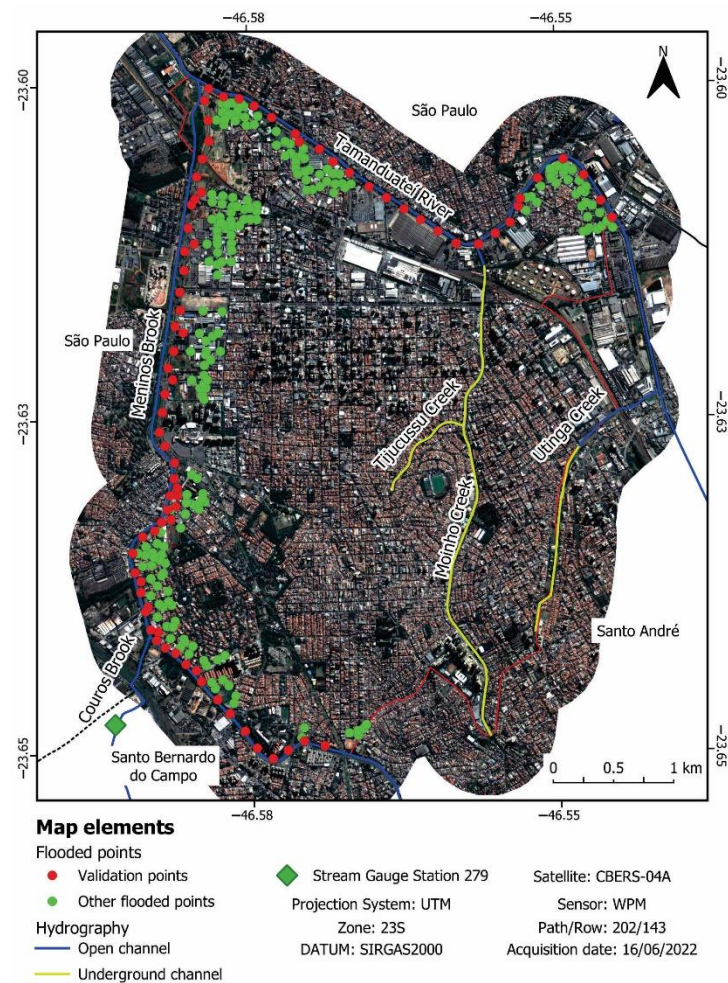 −46.58
−46.55
−23.60
−23.60
N
São Paulo
Tamanduateí River
Meninos Brook
São Paulo
−23.63
−23.63
Tijucussu Creek
Utinga Creek
Moinho Creek
Santo André
Couros Brook
Santo Bernardo
do Campo
−23.65
−23.65
0 0.5 1 km
−46.58
−46.55
Map elements
Flooded points
Validation points
Other flooded points
Hydrography
Open channel
Underground channel
Stream Gauge Station 279
Projection System: UTM
Zone: 23S
DATUM: SIRGAS2000
Satellite: CBERS-04A
Sensor: WPM
Path/Row: 202/143
Acquisition date: 16/06/2022